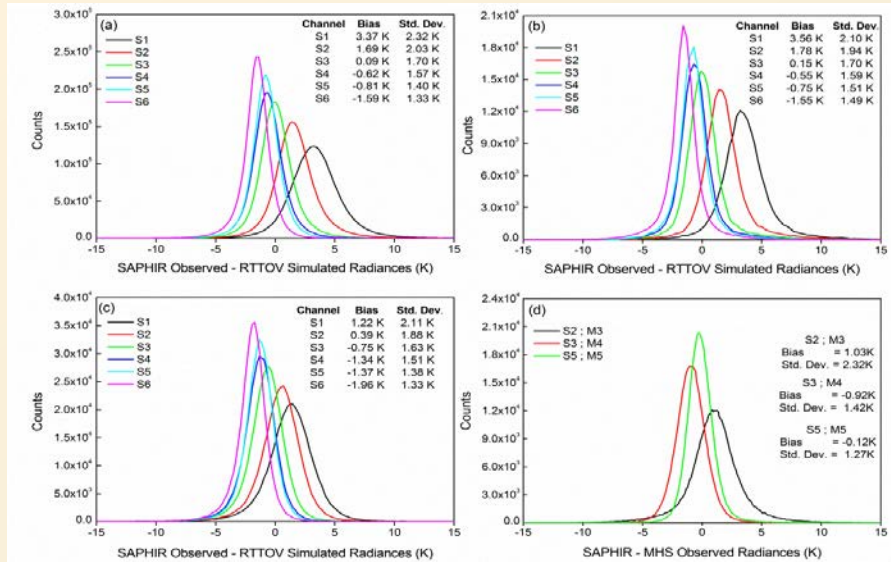 (a)
Channel Bias Std. Dev.
S1 3.37 K 2.32 K
S2 1.69 K 2.03 K
S3 0.09 K 1.70 K
S4 -0.62 K 1.57 K
S5 -0.81 K 1.40 K
S6 -1.59 K 1.33 K
S1
S2
S3
S4
S5
S6
Counts
3.0x10⁵
2.5x10⁵
2.0x10⁵
1.5x10⁵
1.0x10⁵
5.0x10⁴
0.0
-15 -10 -5 0 5 10 15
SAPHIR Observed - RTTOV Simulated Radiances (K)
(b)
Channel Bias Std. Dev.
S1 3.56 K 2.10 K
S2 1.78 K 1.94 K
S3 0.15 K 1.70 K
S4 -0.55 K 1.59 K
S5 -0.75 K 1.51 K
S6 -1.55 K 1.49 K
S1
S2
S3
S4
S5
S6
Counts
2.1x10⁴
1.8x10⁴
1.5x10⁴
1.2x10⁴
9.0x10³
6.0x10³
3.0x10³
0.0
-15 -10 -5 0 5 10 15
SAPHIR Observed - RTTOV Simulated Radiances (K)
(c)
Channel Bias Std. Dev.
S1 1.22 K 2.11 K
S2 0.39 K 1.88 K
S3 -0.75 K 1.63 K
S4 -1.34 K 1.51 K
S5 -1.37 K 1.38 K
S6 -1.96 K 1.33 K
S1
S2
S3
S4
S5
S6
Counts
4.0x10⁴
3.5x10⁴
3.0x10⁴
2.5x10⁴
2.0x10⁴
1.5x10⁴
1.0x10⁴
5.0x10³
0.0
-15 -10 -5 0 5 10 15
SAPHIR Observed - RTTOV Simulated Radiances (K)
(d)
S2 ; M3
S3 ; M4
S5 ; M5
S2 ; M3
Bias = 1.03K
Std. Dev. = 2.32K
S3 ; M4
Bias = -0.92K
Std. Dev. = 1.42K
S5 ; M5
Bias = -0.12K
Std. Dev. = 1.27K
Counts
2.4x10⁴
2.1x10⁴
1.8x10⁴
1.5x10⁴
1.2x10⁴
9.0x10³
6.0x10³
3.0x10³
0.0
-15 -10 -5 0 5 10 15
SAPHIR - MHS Observed Radiances (K)